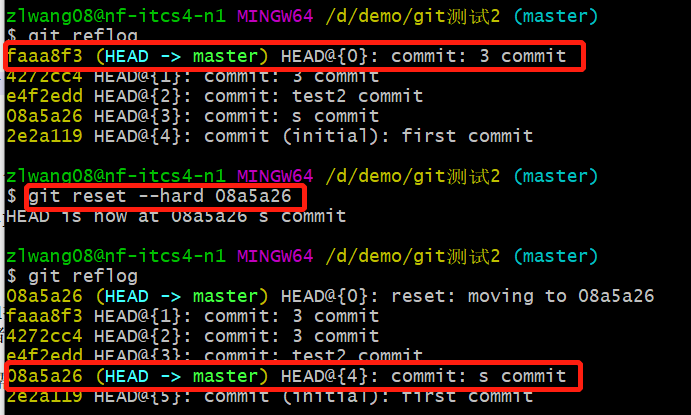 zlwang08@nf-itcs4-n1 MINGW64 /d/demo/git测试2 (master)
$ git reflog
faaa8f3 (HEAD -> master) HEAD@{0}: commit: 3 commit
4272cc4 HEAD@{1}: commit: 3 commit
e4f2edd HEAD@{2}: commit: test2 commit
08a5a26 HEAD@{3}: commit: s commit
2e2a119 HEAD@{4}: commit (initial): first commit
zlwang08@nf-itcs4-n1 MINGW64 /d/demo/git测试2 (master)
$ git reset --hard 08a5a26
HEAD is now at 08a5a26 s commit
zlwang08@nf-itcs4-n1 MINGW64 /d/demo/git测试2 (master)
$ git reflog
08a5a26 (HEAD -> master) HEAD@{0}: reset: moving to 08a5a26
faaa8f3 HEAD@{1}: commit: 3 commit
4272cc4 HEAD@{2}: commit: 3 commit
e4f2edd HEAD@{3}: commit: test2 commit
08a5a26 (HEAD -> master) HEAD@{4}: commit: s commit
2e2a119 HEAD@{5}: commit (initial): first commit